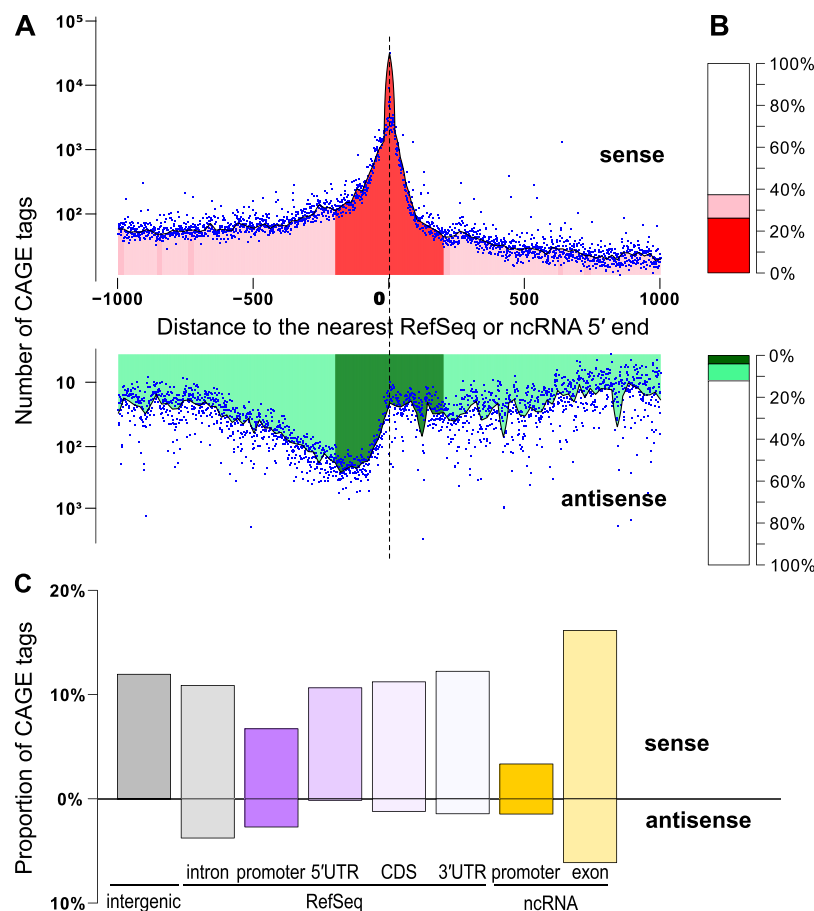 A
B
10⁵
10⁴
10³
10²
sense
100%
80%
60%
40%
20%
0%
−1000
−500
0
500
1000
Distance to the nearest RefSeq or ncRNA 5′ end
Number of CAGE tags
10
10²
10³
antisense
0%
20%
40%
60%
80%
100%
C
20%
10%
0%
10%
Proportion of CAGE tags
sense
antisense
intron promoter 5′UTR CDS 3′UTR promoter exon
intergenic RefSeq ncRNA